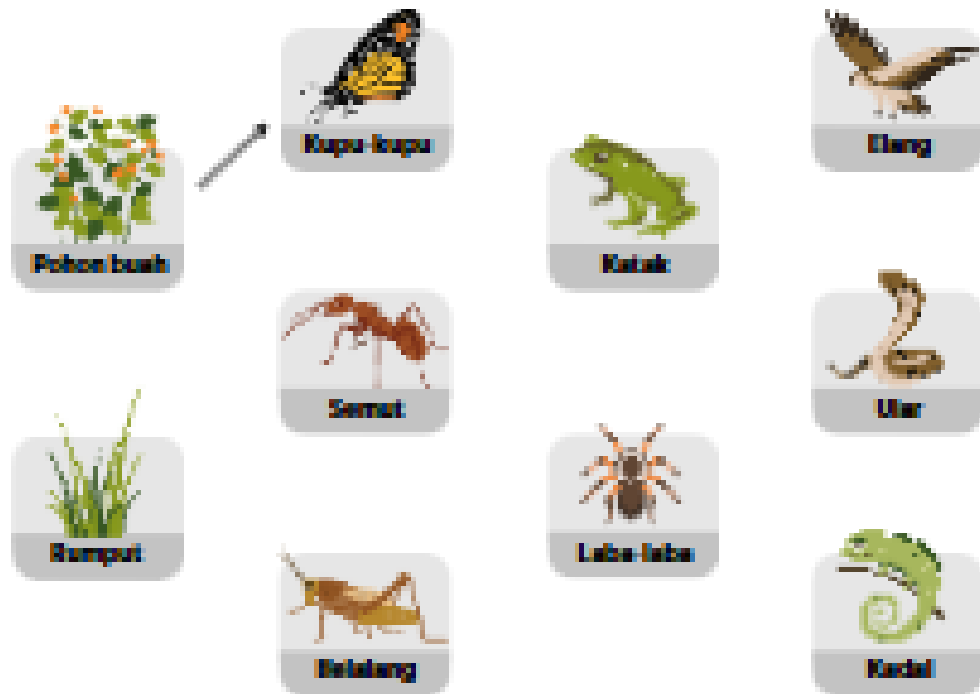 Kupu-kupu
Elang
Pohon buah
Katak
Semut
Ular
Rumput
Laba-laba
Belalang
Kadal